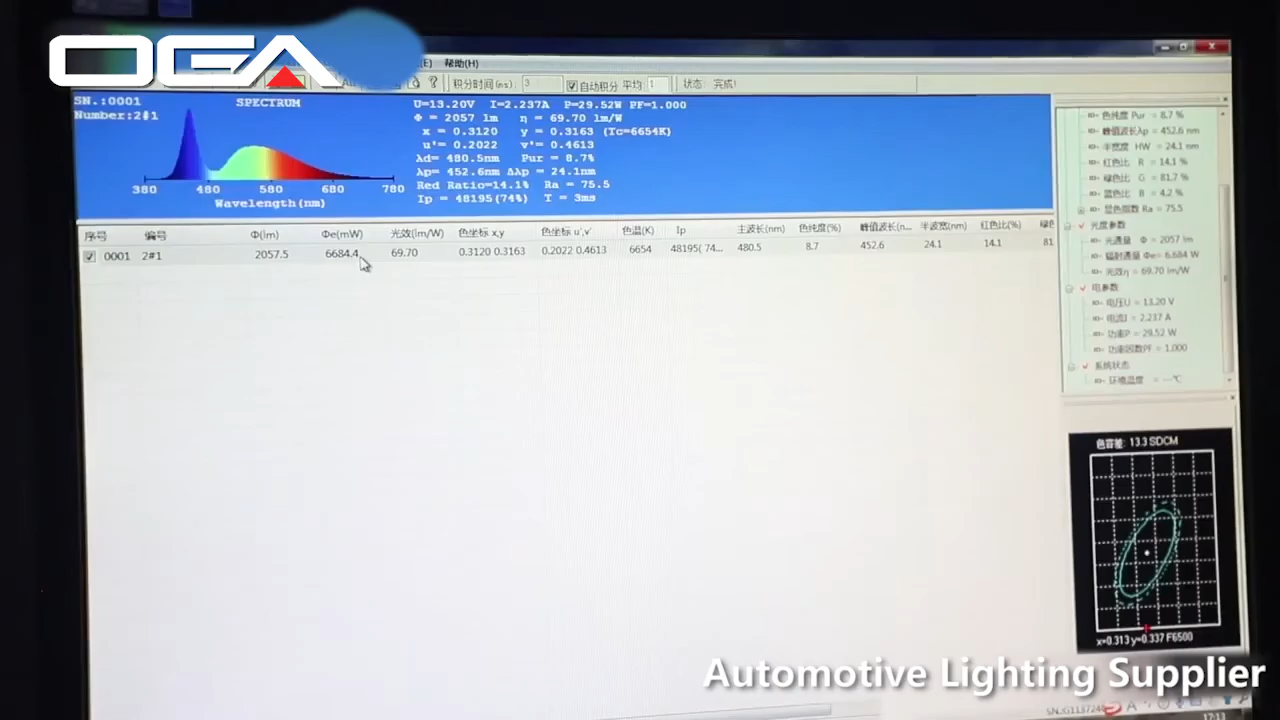 OGA
(E) 帮助(H)
积分时间(ms): 3 自动积分 平均 1 状态: 完成!
SN.:0001
Number:2#1
SPECTRUM
380 480 580 680 780
Wavelength(nm)
U=13.20V I=2.237A P=29.52W PF=1.000
Φ = 2057 lm η = 69.70 lm/W
x = 0.3120 y = 0.3163 (Tc=6654K)
u'= 0.2022 v'= 0.4613
λd= 480.5nm Pur = 8.7%
λp= 452.6nm Δλp = 24.1nm
Red Ratio=14.1% Ra = 75.5
Ip = 48195(74%) T = 3ms
序号 编号 Φ(lm) Φe(mW) 光效(lm/W) 色坐标 x,y 色坐标 u',v' 色温(K) Ip 主波长(nm) 色纯度(%) 峰值波长(n... 半波宽(nm) 红色比(%) 绿色
0001 2#1 2057.5 6684.4 69.70 0.3120 0.3163 0.2022 0.4613 6654 48195( 74... 480.5 8.7 452.6 24.1 14.1 81
色纯度 Pur = 8.7 %
峰值波长λp = 452.6 nm
半宽度 HW = 24.1 nm
红色比 R = 14.1 %
绿色比 G = 81.7 %
蓝色比 B = 4.2 %
显色指数 Ra = 75.5
光度参数
光通量 Φ = 2057 lm
辐射通量 Φe= 6.684 W
光效η = 69.70 lm/W
电参数
电压U = 13.20 V
电流I = 2.237 A
功率P = 29.52 W
功率因数PF = 1.000
系统状态
环境温度 = ---℃
色容差: 13.3 SDCM
x=0.313 y=0.337 F6500
Automotive Lighting Supplier
17:13